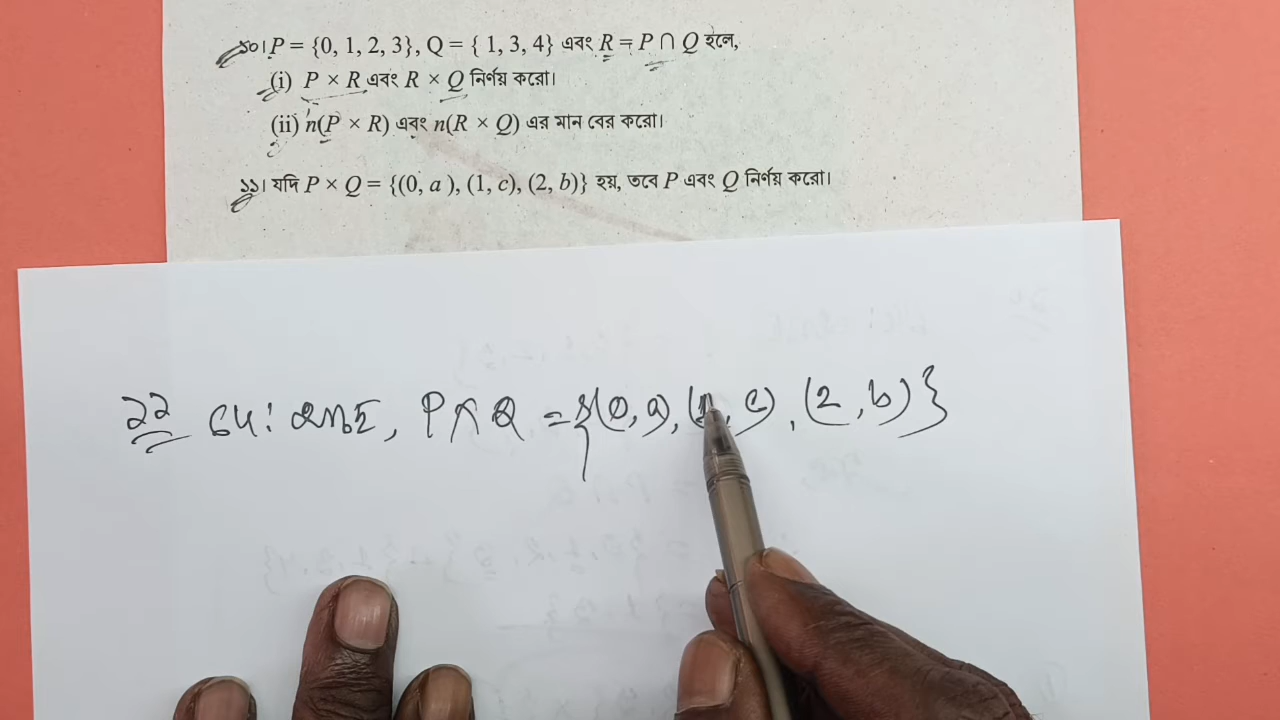 ১০। P = {0, 1, 2, 3}, Q = { 1, 3, 4} এবং R = P ∩ Q হলে,
(i) P × R এবং R × Q নির্ণয় করো।
(ii) n(P × R) এবং n(R × Q) এর মান বের করো।
১১। যদি P × Q = {(0, a ), (1, c), (2, b)} হয়, তবে P এবং Q নির্ণয় করো।
১১ দেঃ আছে, P × Q = {(0, a), (1, c), (2, b)}